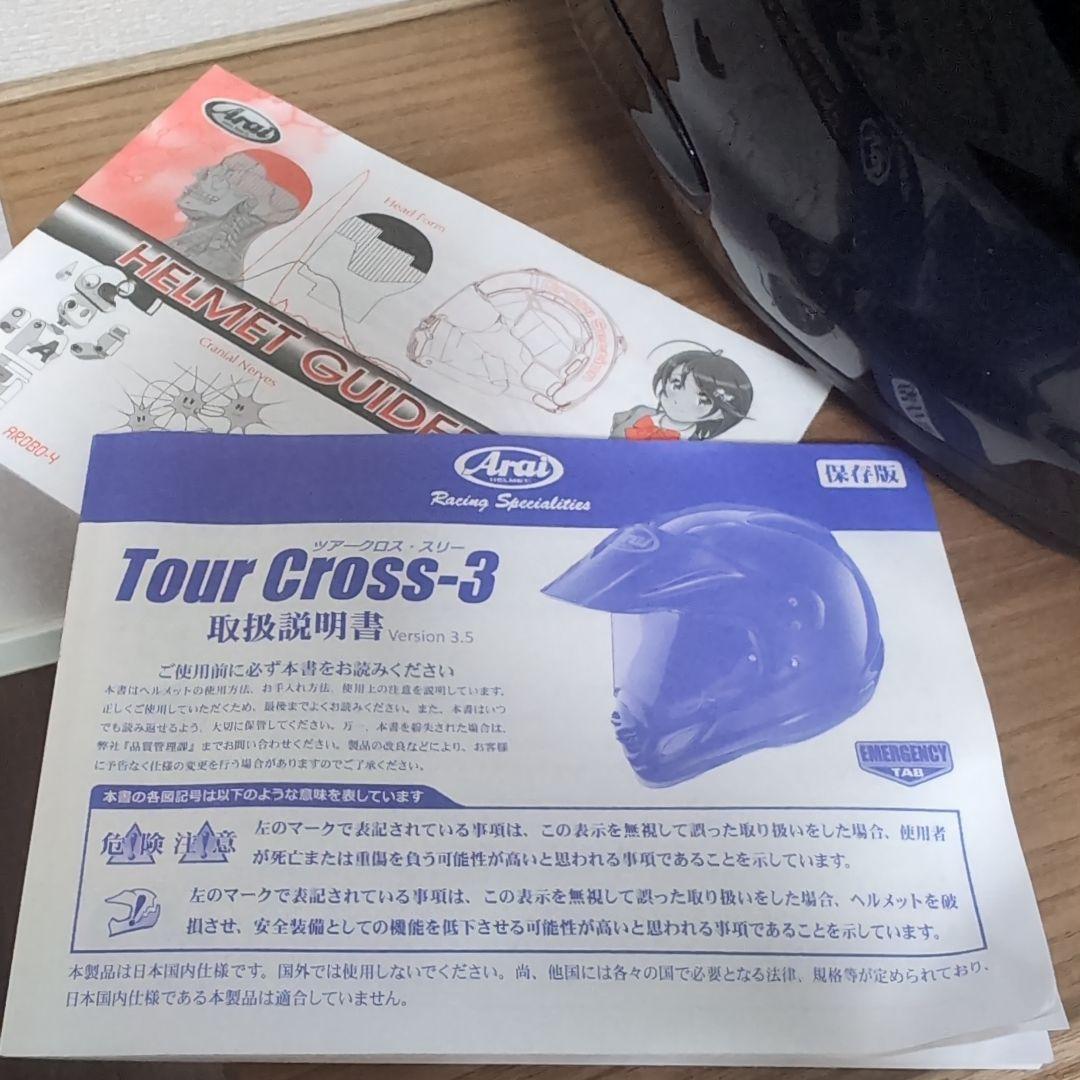 Arai
Head Form
HELMET GUIDE
Cranial Nerves
AROBO-4
A
Arai
HELMET
Racing Specialities
保存版
ツアークロス・スリー
Tour Cross-3
取扱説明書 Version 3.5
ご使用前に必ず本書をお読みください
本書はヘルメットの使用方法、お手入れ方法、使用上の注意を説明しています。
正しくご使用していただくため、最後までよくお読みください。また、本書はいつ
でも読み返せるよう、大切に保管してください。万一、本書を紛失された場合は、
弊社『品質管理課』までお問い合わせください。製品の改良などにより、お客様
に予告なく仕様の変更を行う場合がありますのでご了承ください。
EMERGENCY
TAB
本書の各図記号は以下のような意味を表しています
危険 注意
左のマークで表記されている事項は、この表示を無視して誤った取り扱いをした場合、使用者
が死亡または重傷を負う可能性が高いと思われる事項であることを示しています。
左のマークで表記されている事項は、この表示を無視して誤った取り扱いをした場合、ヘルメットを破
損させ、安全装備としての機能を低下させる可能性が高いと思われる事項であることを示しています。
本製品は日本国内仕様です。国外では使用しないでください。尚、他国には各々の国で必要となる法律、規格等が定められており、
日本国内仕様である本製品は適合していません。